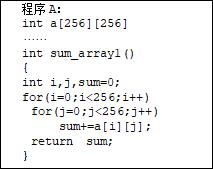 程序 A:
int a[256][256]
……
int sum_array1()
{
int i,j,sum=0;
for(i=0;i<256;i++)
for(j=0;j<256;j++)
sum+=a[i][j];
return sum;
}